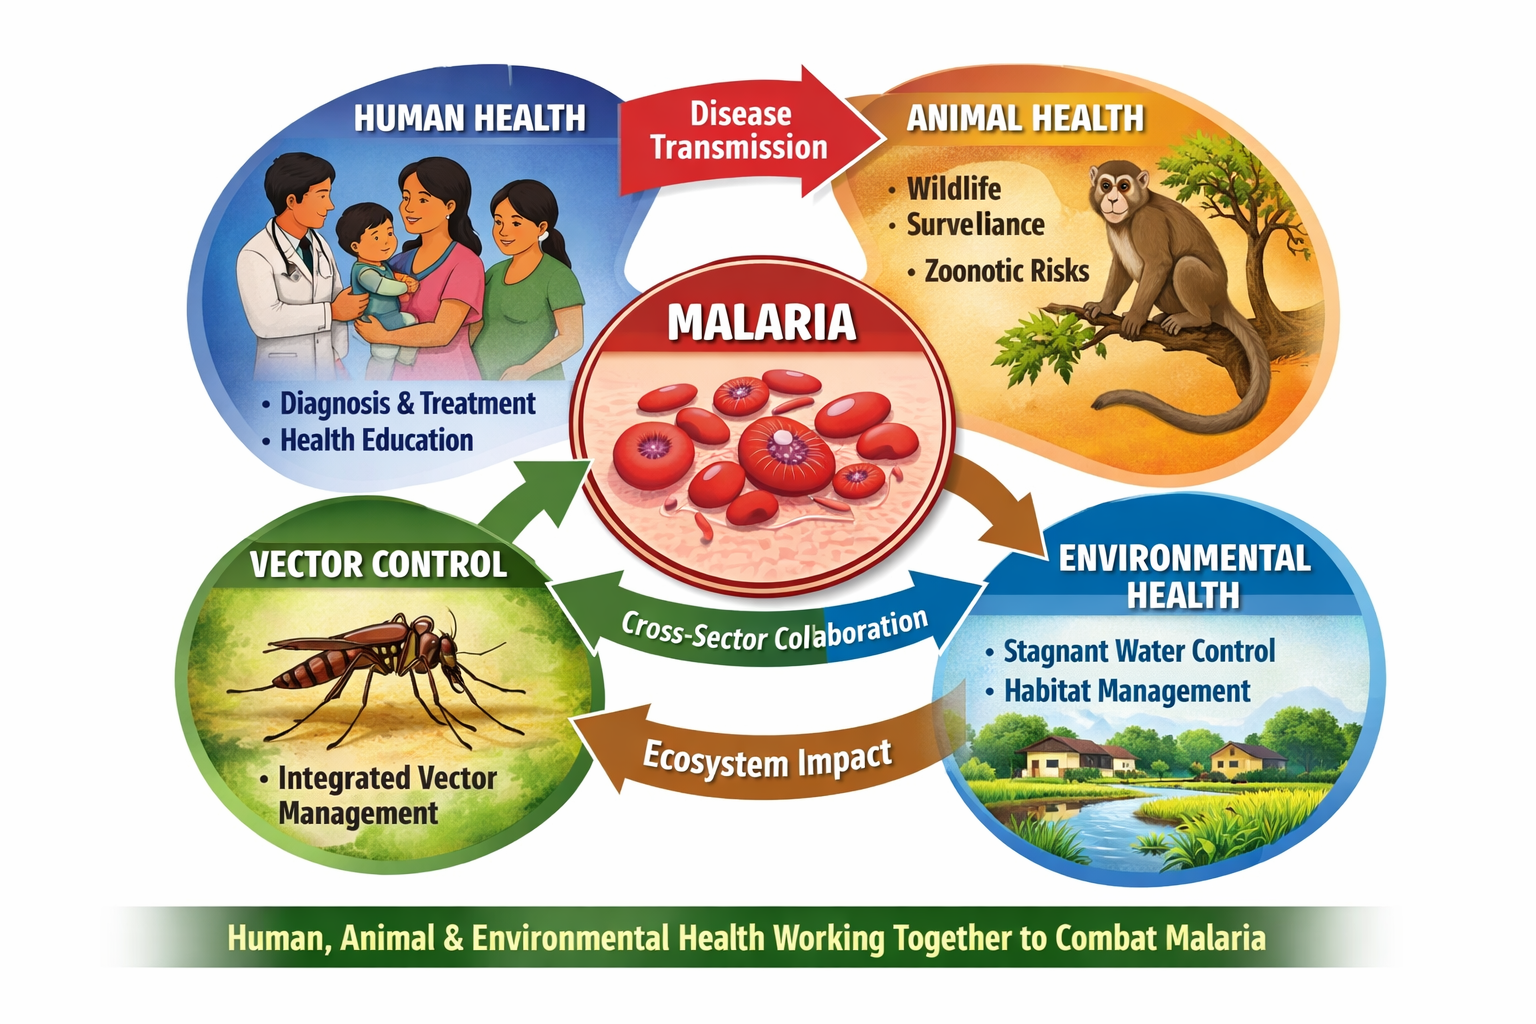 HUMAN HEALTH
• Diagnosis & Treatment
• Health Education
Disease
Transmission
ANIMAL HEALTH
• Wildlife
• Surveliance
• Zoonotic Risks
MALARIA
VECTOR CONTROL
• Integrated Vector
Management
Cross-Sector Collaboration
ENVIRONMENTAL
HEALTH
• Stagnant Water Control
• Habitat Management
Ecosystem Impact
Human, Animal & Environmental Health Working Together to Combat Malaria